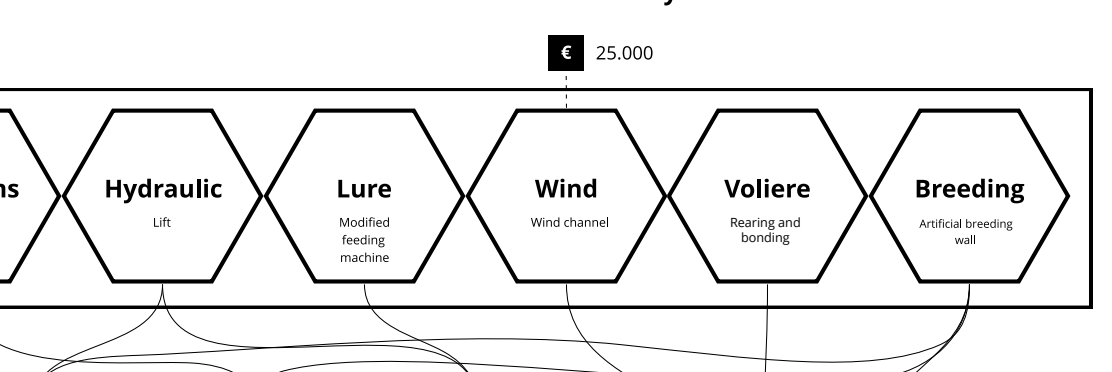 € 25.000
ns
Hydraulic
Lift
Lure
Modified
feeding
machine
Wind
Wind channel
Voliere
Rearing and
bonding
Breeding
Artificial breeding
wall